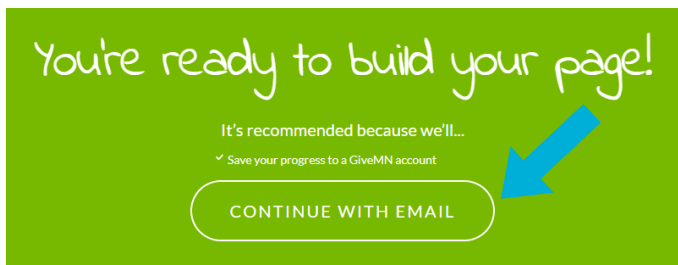 You're ready to build your page!
It's recommended because we'll...
Save your progress to a GiveMN account
CONTINUE WITH EMAIL